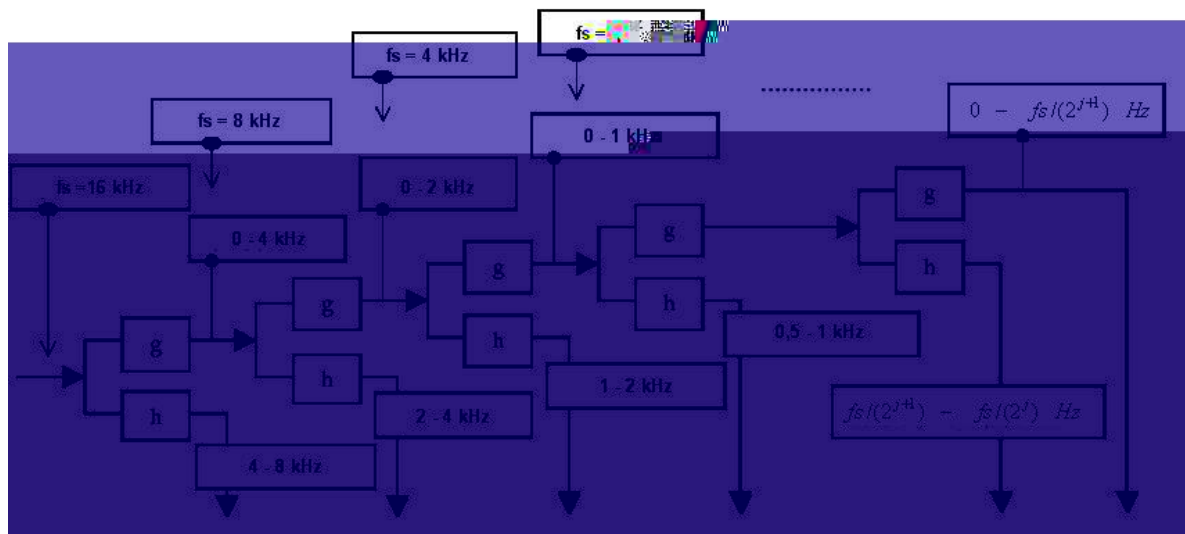 fs =
fs = 4 kHz
fs = 8 kHz
fs =16 kHz
0 - fs/(2^{j+1}) Hz
0 - 1 kHz
0 - 2 kHz
0 - 4 kHz
g
h
g
h
g
h
g
h
g
h
0,5 - 1 kHz
1 - 2 kHz
2 - 4 kHz
4 - 8 kHz
fs/(2^{j+1}) - fs/(2^j) Hz